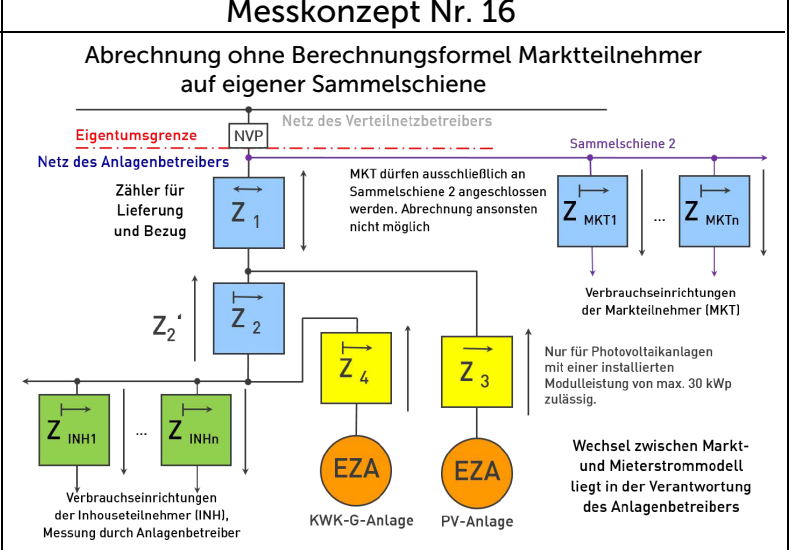 Messkonzept Nr. 16
Abrechnung ohne Berechnungsformel Marktteilnehmer
auf eigener Sammelschiene
Netz des Verteilnetzbetreibers
Eigentumsgrenze
NVP
Netz des Anlagenbetreibers
Sammelschiene 2
Zähler für
Lieferung
und Bezug
Z 1
MKT dürfen ausschließlich an
Sammelschiene 2 angeschlossen
werden. Abrechnung ansonsten
nicht möglich
Z MKT1
...
Z MKTn
Verbrauchseinrichtungen
der Markteilnehmer (MKT)
Z2'
Z 2
Z 4
Z 3
Nur für Photovoltaikanlagen
mit einer installierten
Modulleistung von max. 30 kWp
zulässig.
Z INH1
...
Z INHn
EZA
EZA
Wechsel zwischen Markt-
und Mieterstrommodell
liegt in der Verantwortung
des Anlagenbetreibers
Verbrauchseinrichtungen
der Inhouseteilnehmer (INH),
Messung durch Anlagenbetreiber
KWK-G-Anlage
PV-Anlage